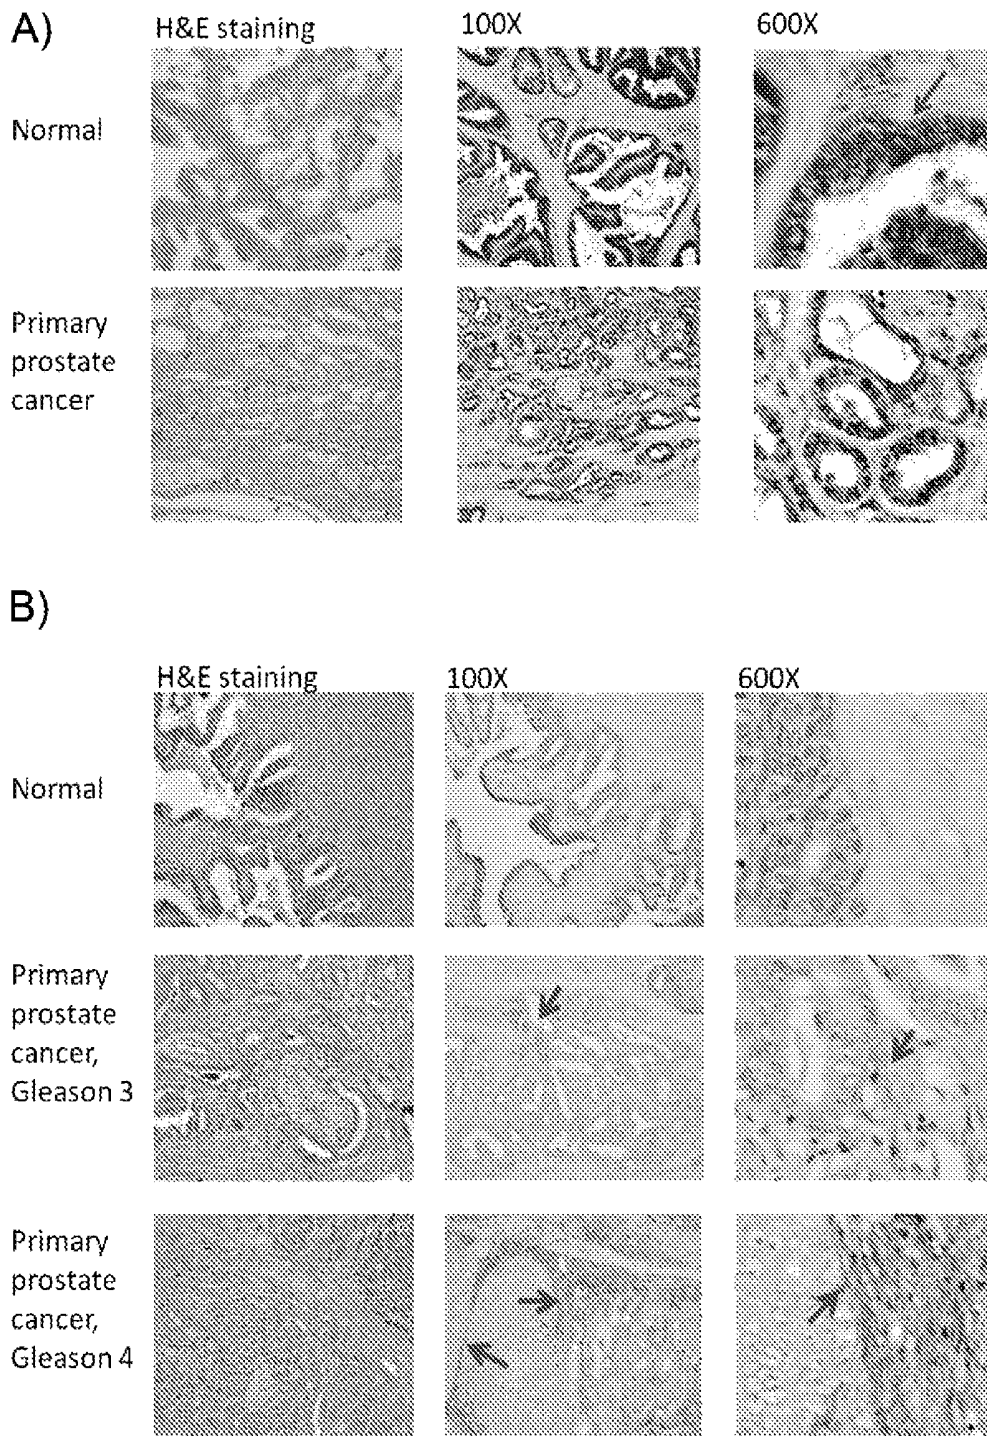 A)
H&E staining
100X
600X
Normal
Primary
prostate
cancer
B)
H&E staining
100X
600X
Normal
Primary
prostate
cancer,
Gleason 3
Primary
prostate
cancer,
Gleason 4